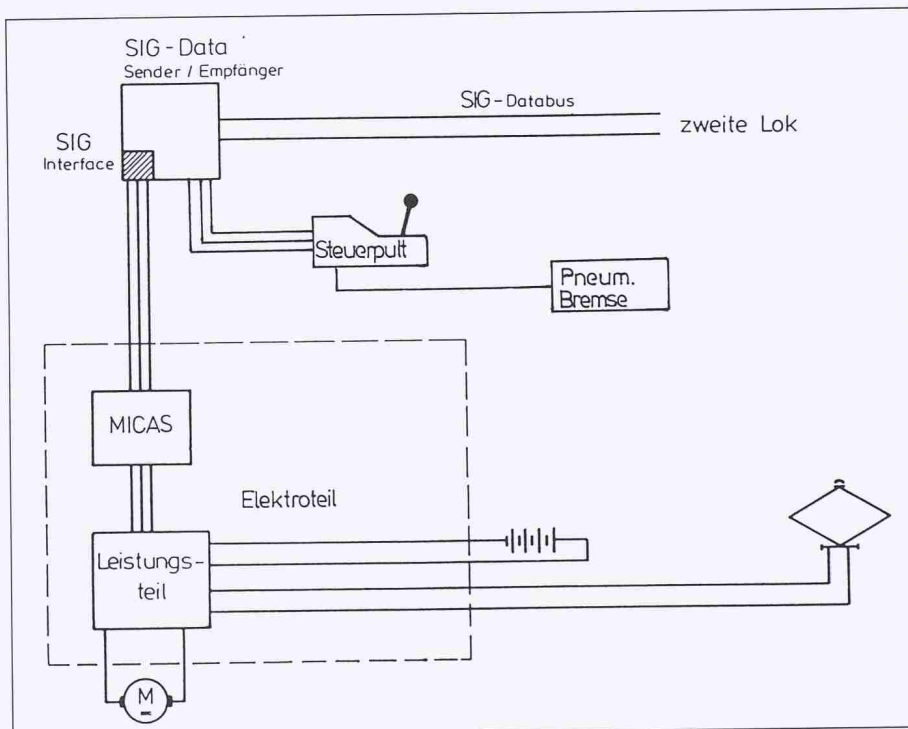 SIG-Data
Sender / Empfänger
SIG-Databus
zweite Lok
SIG
Interface
Steuerpult
Pneum.
Bremse
MICAS
Elektroteil
Leistungs-
teil
M